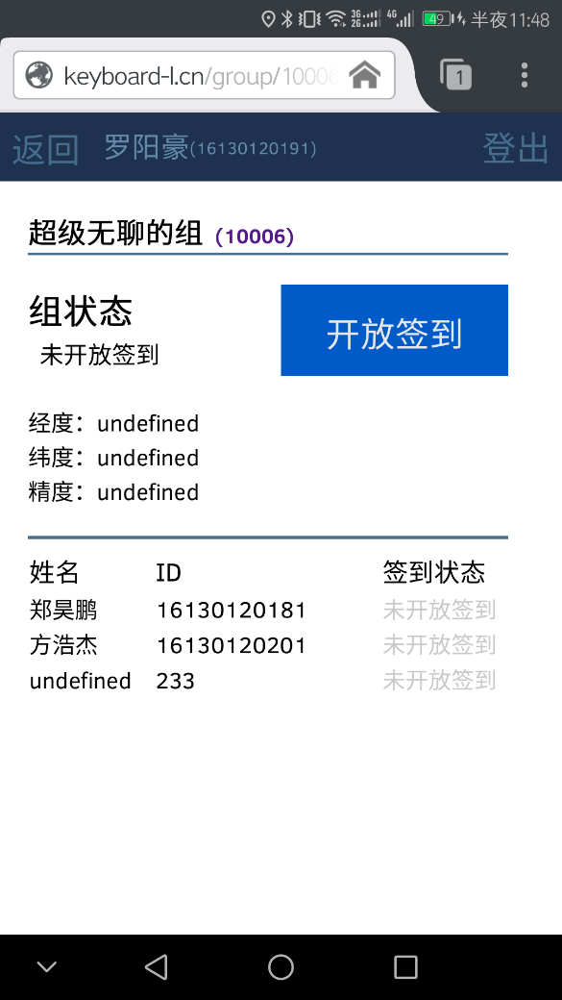 3G 2G 4G 49 半夜11:48
keyboard-l.cn/group/10006 1
返回 罗阳豪(16130120191) 登出
超级无聊的组 (10006)
组状态
开放签到
未开放签到
经度：undefined
纬度：undefined
精度：undefined
姓名 ID 签到状态
郑昊鹏 16130120181 未开放签到
方浩杰 16130120201 未开放签到
undefined 233 未开放签到